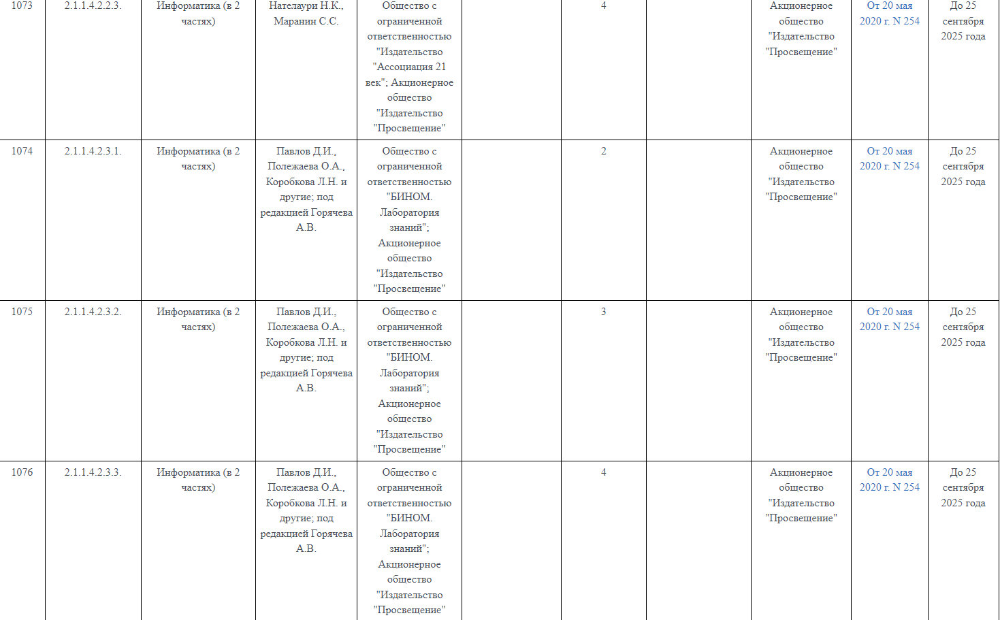 1073
2.1.1.4.2.2.3.
Информатика (в 2
частях)
Нателаури Н.К.,
Маранин С.С.
Общество с
ограниченной
ответственностью
"Издательство
"Ассоциация 21
век"; Акционерное
общество
"Издательство
"Просвещение"
4
Акционерное
общество
"Издательство
"Просвещение"
От 20 мая
2020 г. N 254
До 25
сентября
2025 года
1074
2.1.1.4.2.3.1.
Информатика (в 2
частях)
Павлов Д.И.,
Полежаева О.А.,
Коробкова Л.Н. и
другие; под
редакцией Горячева
А.В.
Общество с
ограниченной
ответственностью
"БИНОМ.
Лаборатория
знаний";
Акционерное
общество
"Издательство
"Просвещение"
2
Акционерное
общество
"Издательство
"Просвещение"
От 20 мая
2020 г. N 254
До 25
сентября
2025 года
1075
2.1.1.4.2.3.2.
Информатика (в 2
частях)
Павлов Д.И.,
Полежаева О.А.,
Коробкова Л.Н. и
другие; под
редакцией Горячева
А.В.
Общество с
ограниченной
ответственностью
"БИНОМ.
Лаборатория
знаний";
Акционерное
общество
"Издательство
"Просвещение"
3
Акционерное
общество
"Издательство
"Просвещение"
От 20 мая
2020 г. N 254
До 25
сентября
2025 года
1076
2.1.1.4.2.3.3.
Информатика (в 2
частях)
Павлов Д.И.,
Полежаева О.А.,
Коробкова Л.Н. и
другие; под
редакцией Горячева
А.В.
Общество с
ограниченной
ответственностью
"БИНОМ.
Лаборатория
знаний";
Акционерное
общество
"Издательство
"Просвещение"
4
Акционерное
общество
"Издательство
"Просвещение"
От 20 мая
2020 г. N 254
До 25
сентября
2025 года